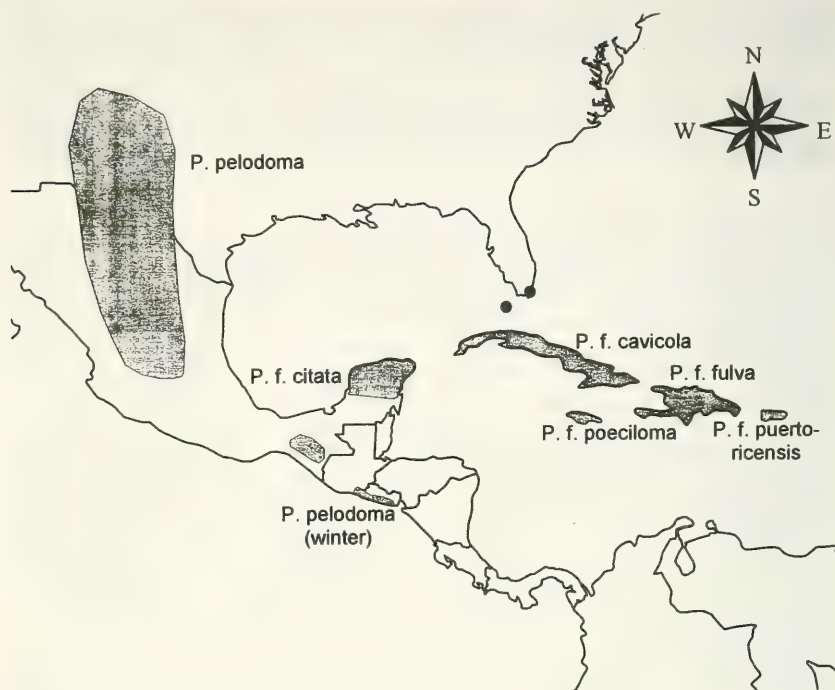 N
W E
S
P. pelodoma
P. f. cavicola
P. f. citata
P. f. fulva
P. f. poeciloma
P. f. puerto-
ricensis
P. pelodoma
(winter)